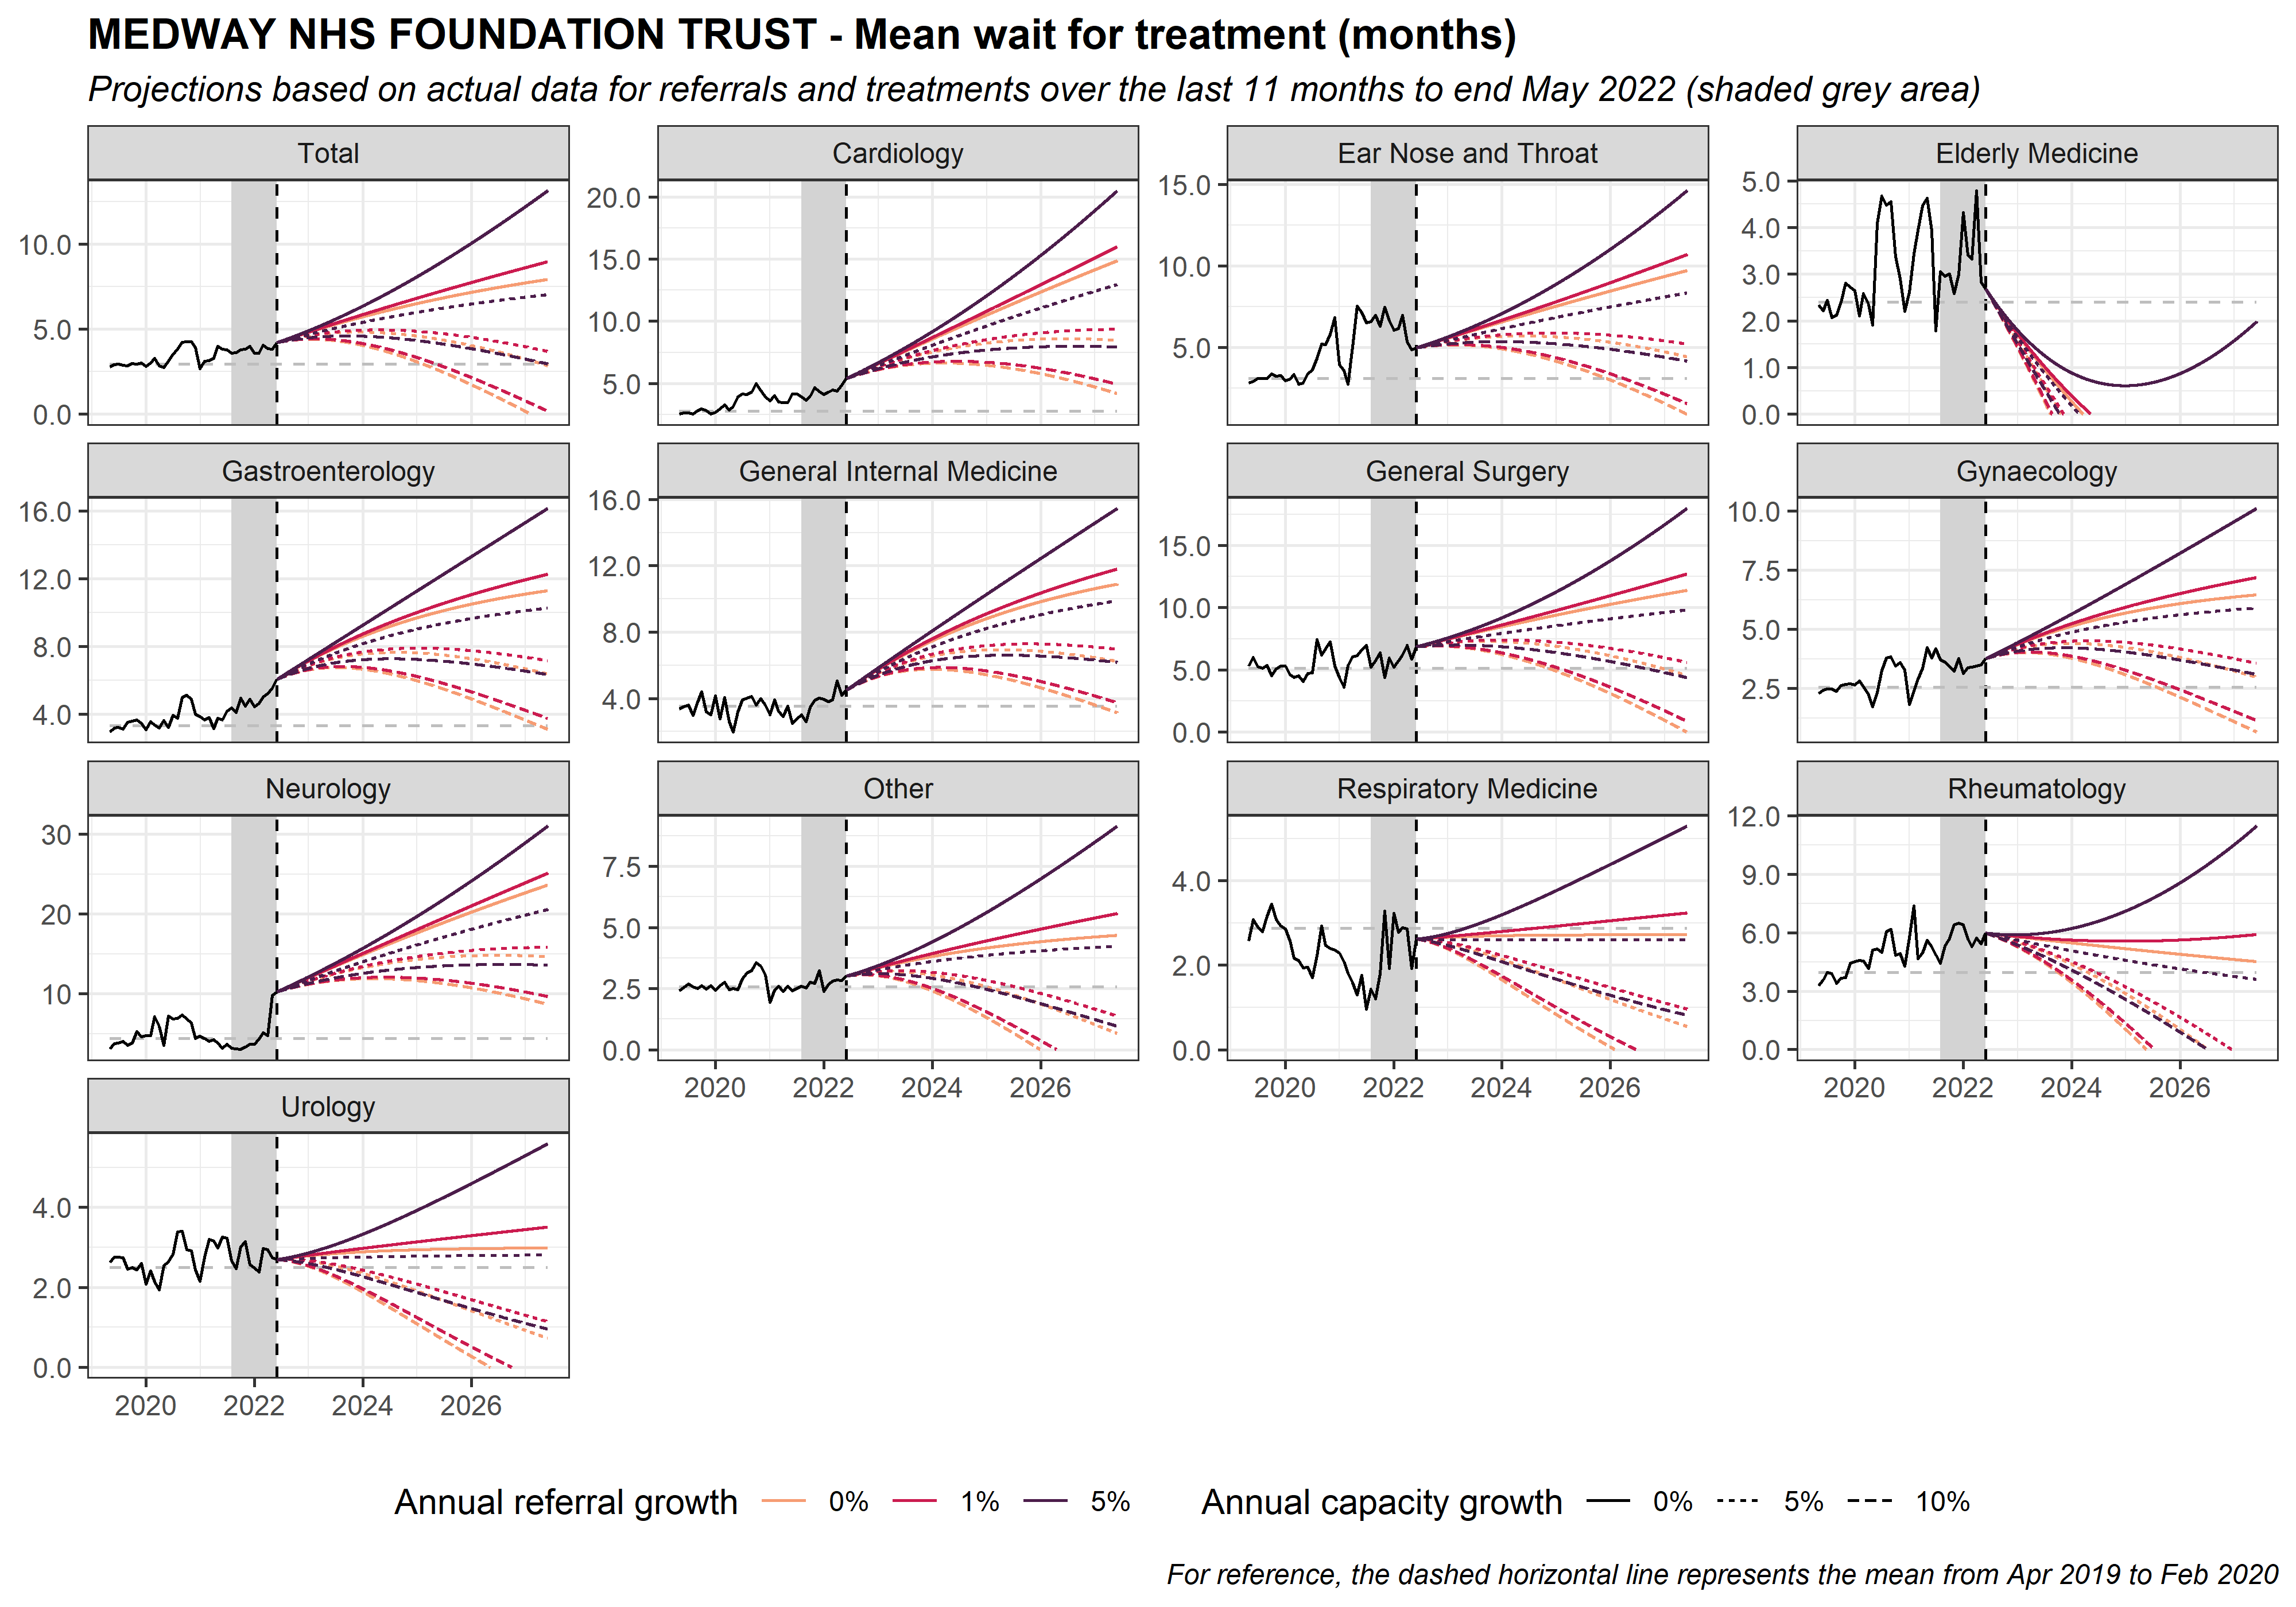 MEDWAY NHS FOUNDATION TRUST - Mean wait for treatment (months)
Projections based on actual data for referrals and treatments over the last 11 months to end May 2022 (shaded grey area)
Total
Cardiology
Ear Nose and Throat
Elderly Medicine
10.0
5.0
0.0
20.0
15.0
10.0
5.0
15.0
10.0
5.0
5.0
4.0
3.0
2.0
1.0
0.0
Gastroenterology
General Internal Medicine
General Surgery
Gynaecology
16.0
12.0
8.0
4.0
16.0
12.0
8.0
4.0
15.0
10.0
5.0
0.0
10.0
7.5
5.0
2.5
Neurology
Other
Respiratory Medicine
Rheumatology
30
20
10
7.5
5.0
2.5
0.0
4.0
2.0
0.0
12.0
9.0
6.0
3.0
0.0
2020 2022 2024 2026
2020 2022 2024 2026
2020 2022 2024 2026
Urology
4.0
2.0
0.0
2020 2022 2024 2026
Annual referral growth 0% 1% 5% Annual capacity growth 0% 5% 10%
For reference, the dashed horizontal line represents the mean from Apr 2019 to Feb 2020